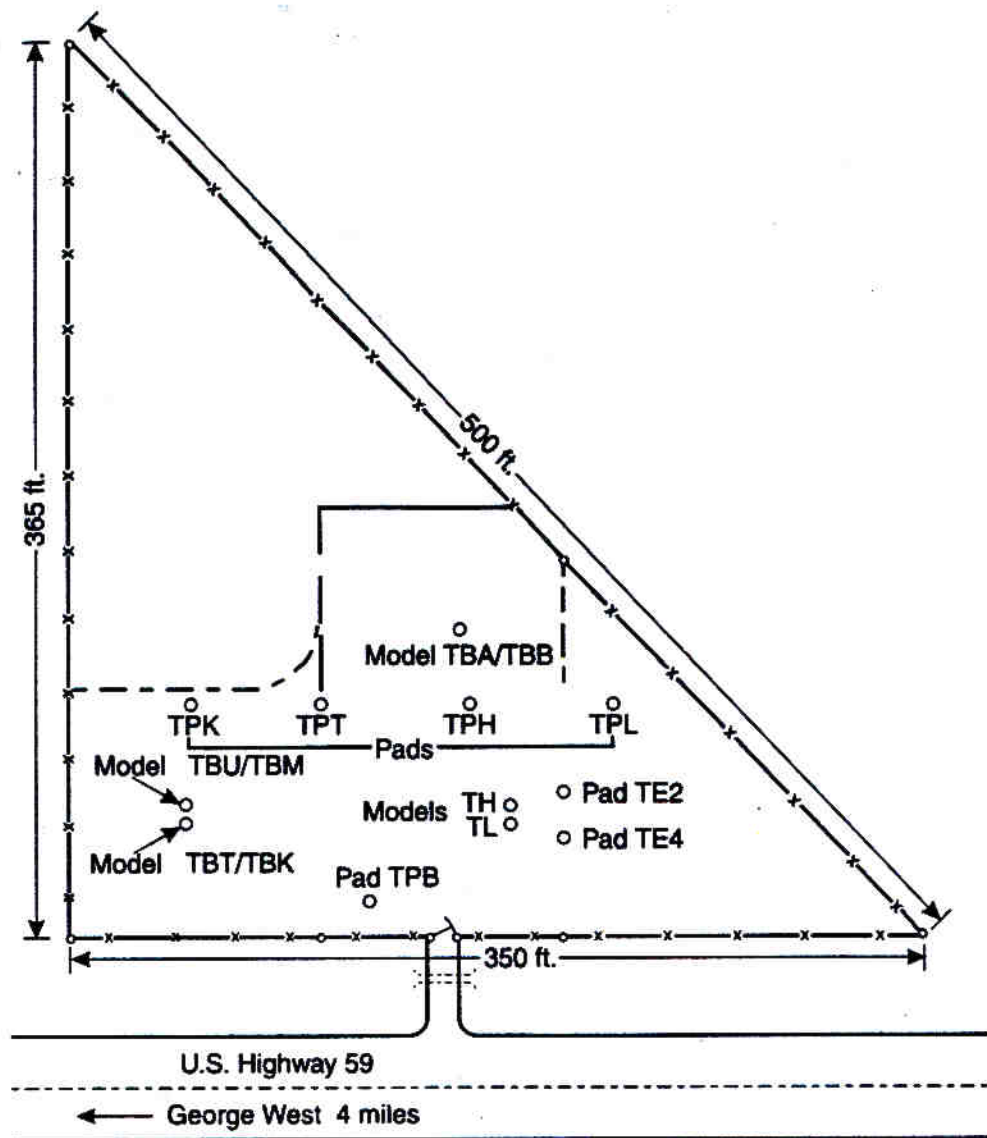 500 ft.
365 ft.
Model TBA/TBB
TPK
TPT
TPH
TPL
Pads
Model TBU/TBM
Models
TH
TL
Pad TE2
Pad TE4
Model TBT/TBK
Pad TPB
350 ft.
U.S. Highway 59
George West 4 miles